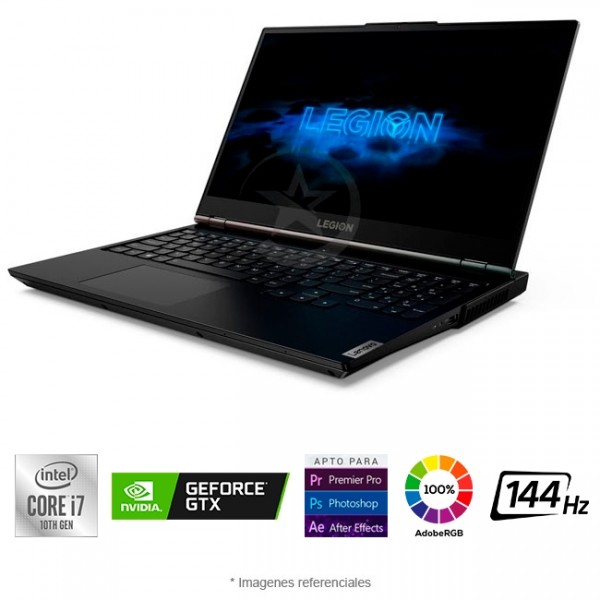 LEGION
LEGION
Lenovo
intel
CORE i7
10TH GEN
NVIDIA.
GEFORCE
GTX
APTO PARA
Pr Premier Pro
Ps Photoshop
Ae After Effects
100%
AdobeRGB
144Hz
* Imagenes referenciales